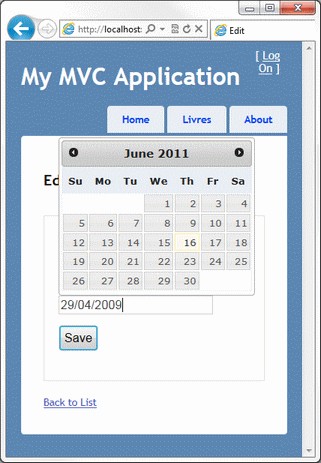 http://localhost:
Edit
[ Log
On ]
My MVC Application
Home Livres About
June 2011
Su Mo Tu We Th Fr Sa
1 2 3 4
5 6 7 8 9 10 11
12 13 14 15 16 17 18
19 20 21 22 23 24 25
26 27 28 29 30
29/04/2009
Save
Back to List